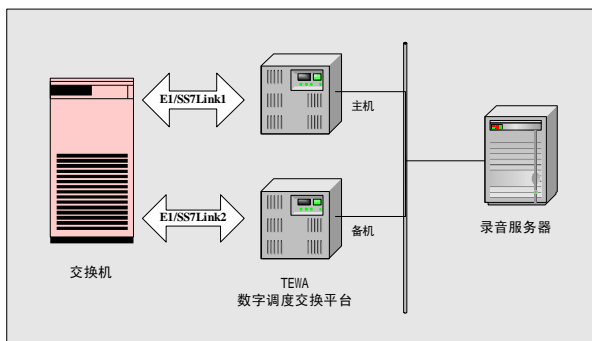 E1/SS7Link1
主机
E1/SS7Link2
备机
录音服务器
交换机
TEWA
数字调度交换平台